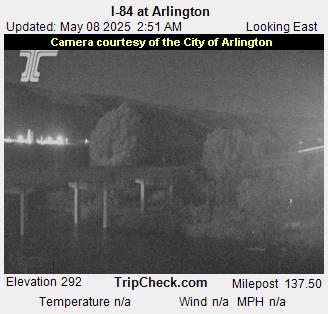 I-84 at Arlington
Updated: May 08 2025 2:51 AM Looking East
Camera courtesy of the City of Arlington
Elevation 292 TripCheck.com Milepost 137.50
Temperature n/a Wind n/a MPH n/a